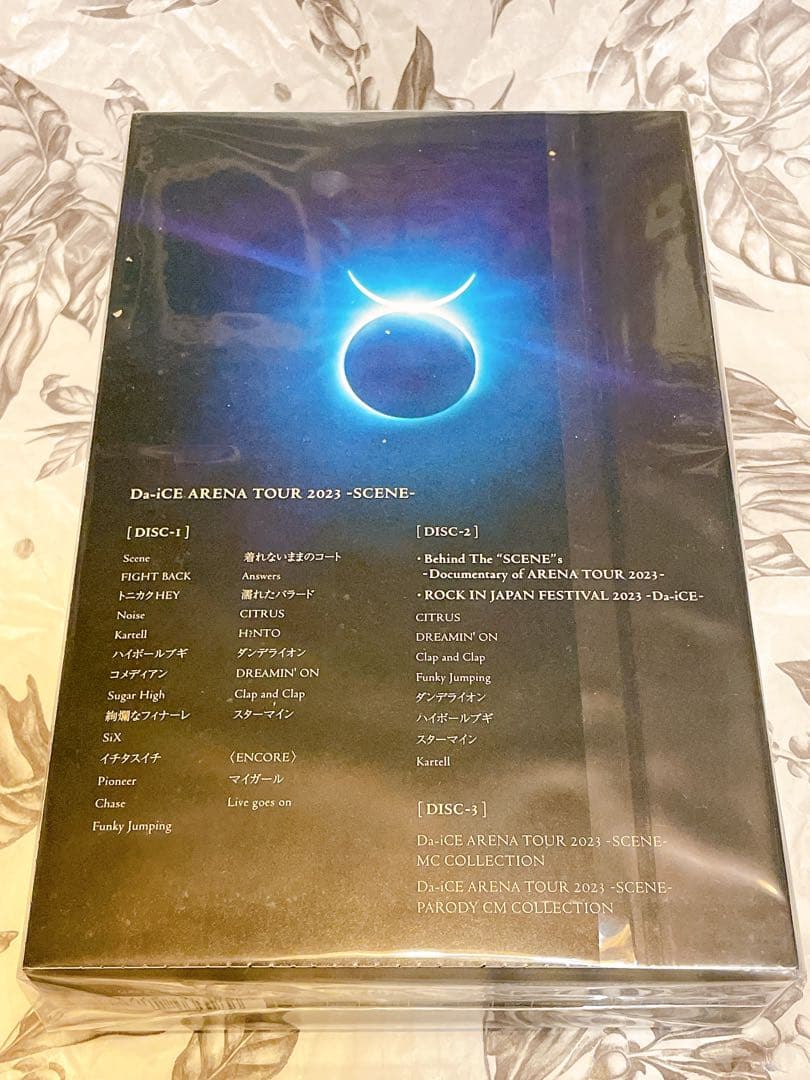 Da-iCE ARENA TOUR 2023 -SCENE-
[ DISC-1 ]
Scene
FIGHT BACK
トニカクHEY
Noise
Kartell
ハイボールブギ
コメディアン
Sugar High
絢爛なフィナーレ
SiX
イチタスイチ
Pioneer
Chase
Funky Jumping
着れないままのコート
Answers
濡れたバラード
CITRUS
H?NTO
ダンデライオン
DREAMIN' ON
Clap and Clap
スターマイン
〈ENCORE〉
マイガール
Live goes on
[ DISC-2 ]
・Behind The “SCENE”s
-Documentary of ARENA TOUR 2023-
・ROCK IN JAPAN FESTIVAL 2023 -Da-iCE-
CITRUS
DREAMIN' ON
Clap and Clap
Funky Jumping
ダンデライオン
ハイボールブギ
スターマイン
Kartell
[ DISC-3 ]
Da-iCE ARENA TOUR 2023 -SCENE-
MC COLLECTION
Da-iCE ARENA TOUR 2023 -SCENE-
PARODY CM COLLECTION